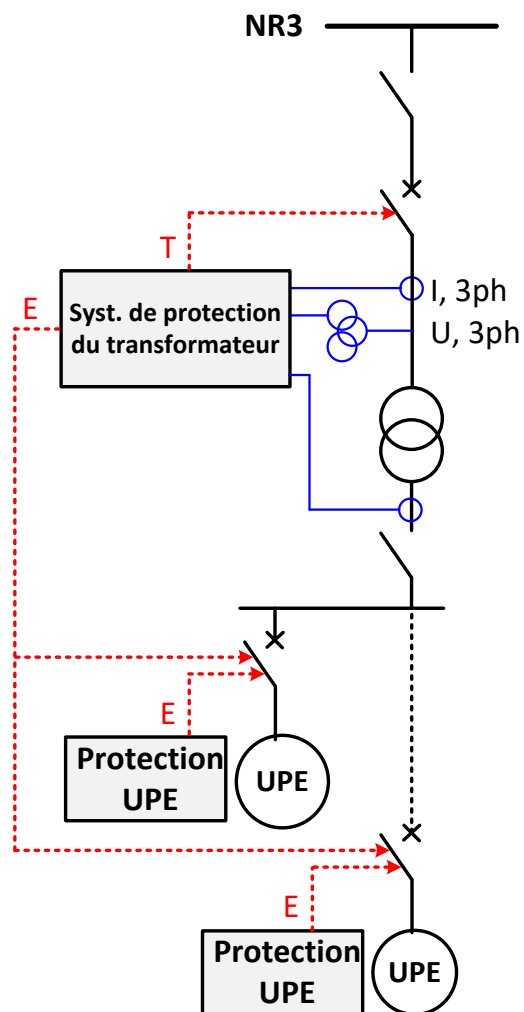 NR3
T
E
Syst. de protection
du transformateur
I, 3ph
U, 3ph
E
Protection
UPE
UPE
E
Protection
UPE
UPE